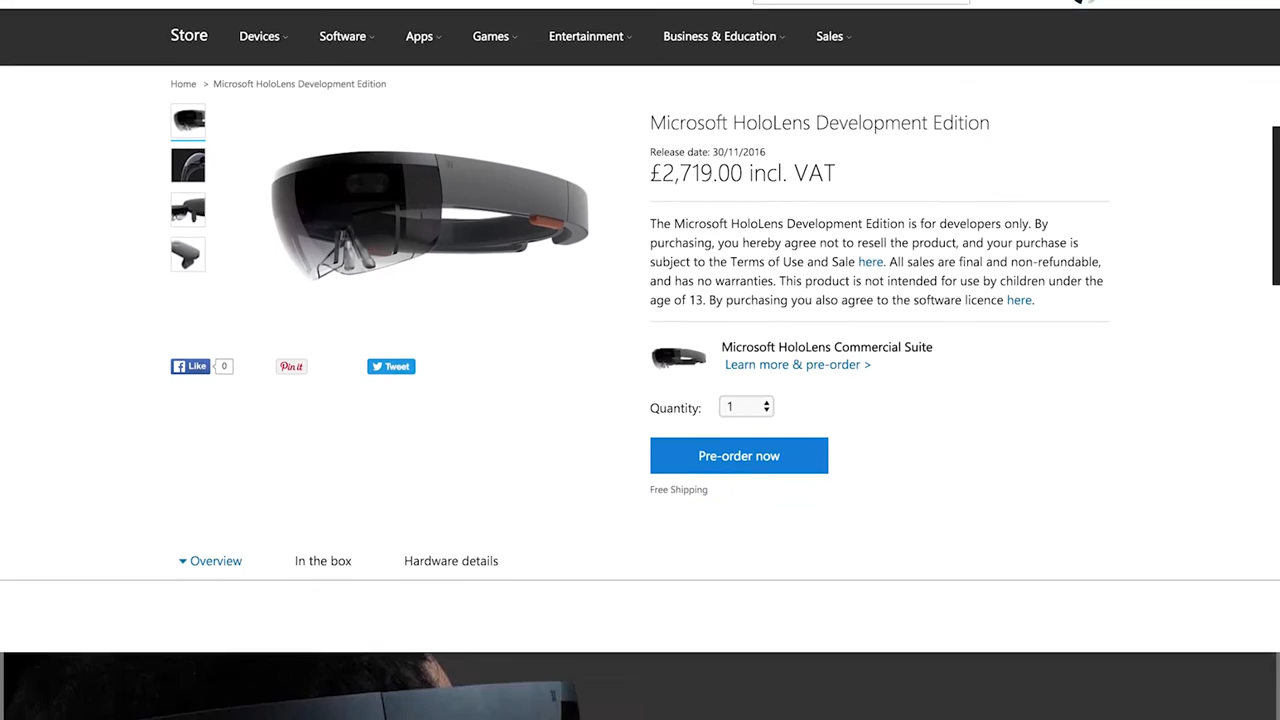 Store
Devices
Software
Apps
Games
Entertainment
Business & Education
Sales
Home > Microsoft HoloLens Development Edition
Microsoft HoloLens Development Edition
Release date: 30/11/2016
£2,719.00 incl. VAT
The Microsoft HoloLens Development Edition is for developers only. By
purchasing, you hereby agree not to resell the product, and your purchase is
subject to the Terms of Use and Sale here. All sales are final and non-refundable,
and has no warranties. This product is not intended for use by children under the
age of 13. By purchasing you also agree to the software licence here.
Microsoft HoloLens Commercial Suite
Learn more & pre-order >
Like 0
Pin it
Tweet
Quantity: 1
Pre-order now
Free Shipping
Overview
In the box
Hardware details